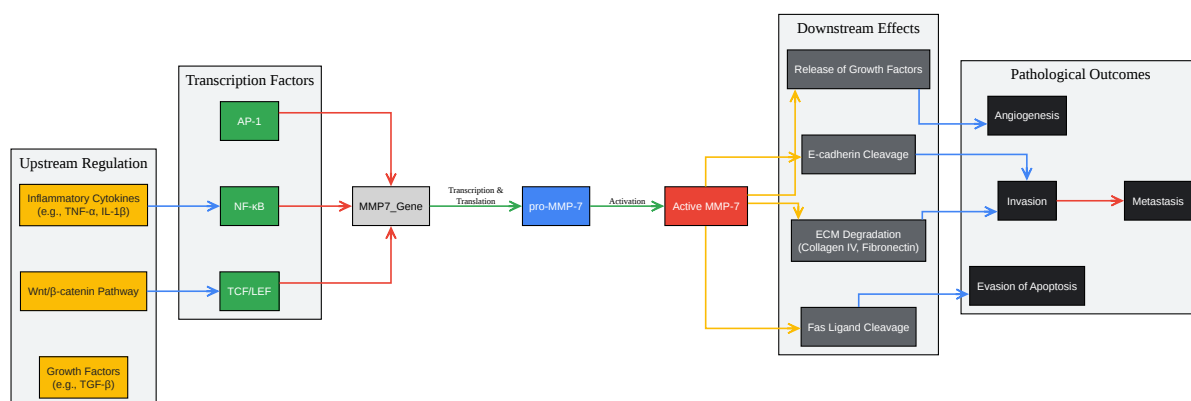 Upstream Regulation
Inflammatory Cytokines
(e.g., TNF-α, IL-1β)
Wnt/β-catenin Pathway
Growth Factors
(e.g., TGF-β)
Transcription Factors
AP-1
NF-κB
TCF/LEF
MMP7_Gene
Transcription &
Translation
pro-MMP-7
Activation
Active MMP-7
Downstream Effects
Release of Growth Factors
E-cadherin Cleavage
ECM Degradation
(Collagen IV, Fibronectin)
Fas Ligand Cleavage
Pathological Outcomes
Angiogenesis
Invasion
Metastasis
Evasion of Apoptosis